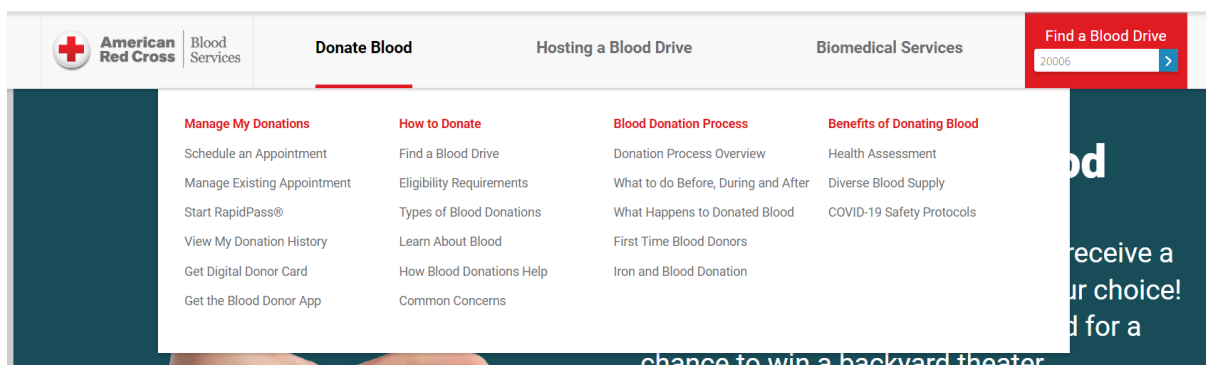 American
Red Cross
Blood
Services
Donate Blood
Hosting a Blood Drive
Biomedical Services
Find a Blood Drive
20006
Manage My Donations
Schedule an Appointment
Manage Existing Appointment
Start RapidPass®
View My Donation History
Get Digital Donor Card
Get the Blood Donor App
How to Donate
Find a Blood Drive
Eligibility Requirements
Types of Blood Donations
Learn About Blood
How Blood Donations Help
Common Concerns
Blood Donation Process
Donation Process Overview
What to do Before, During and After
What Happens to Donated Blood
First Time Blood Donors
Iron and Blood Donation
Benefits of Donating Blood
Health Assessment
Diverse Blood Supply
COVID-19 Safety Protocols
receive a
choice!
for a
chance to win a backyard theater